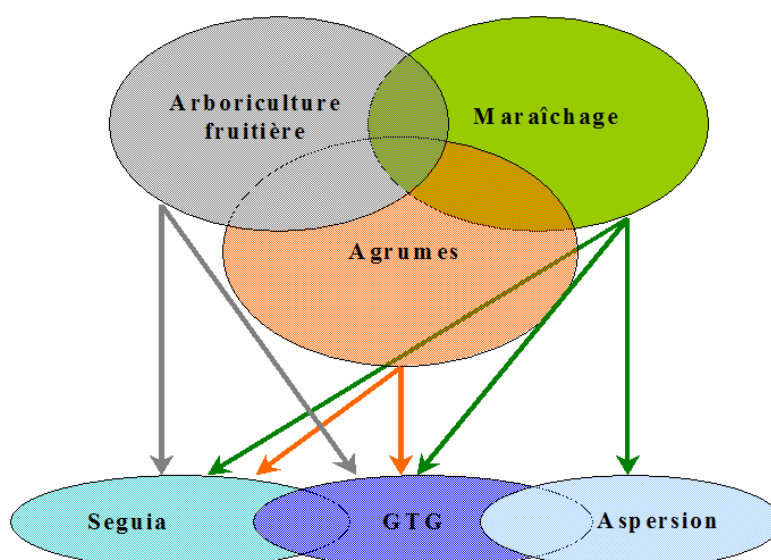 Arboriculture
fruitière
Maraîchage
Agrumes
Seguia
GTG
Aspersion